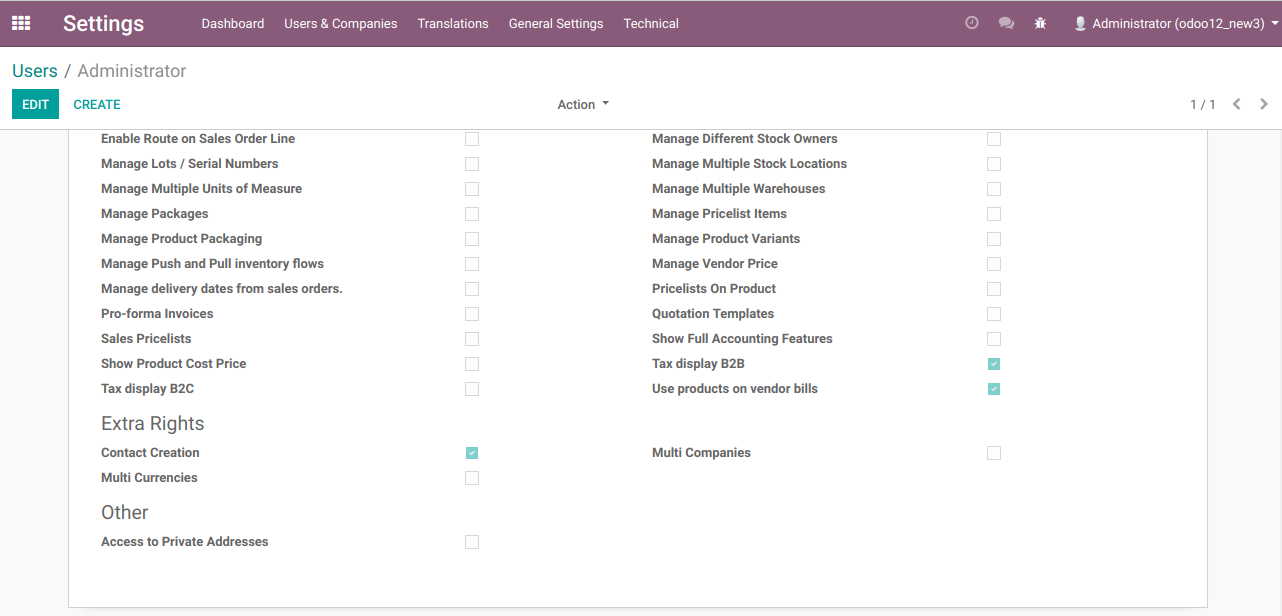 Settings Dashboard Users & Companies Translations General Settings Technical Administrator (odoo12_new3)
Users / Administrator
EDIT CREATE Action 1 / 1
Enable Route on Sales Order Line Manage Different Stock Owners
Manage Lots / Serial Numbers Manage Multiple Stock Locations
Manage Multiple Units of Measure Manage Multiple Warehouses
Manage Packages Manage Pricelist Items
Manage Product Packaging Manage Product Variants
Manage Push and Pull inventory flows Manage Vendor Price
Manage delivery dates from sales orders. Pricelists On Product
Pro-forma Invoices Quotation Templates
Sales Pricelists Show Full Accounting Features
Show Product Cost Price Tax display B2B
Tax display B2C Use products on vendor bills
Extra Rights
Contact Creation Multi Companies
Multi Currencies
Other
Access to Private Addresses